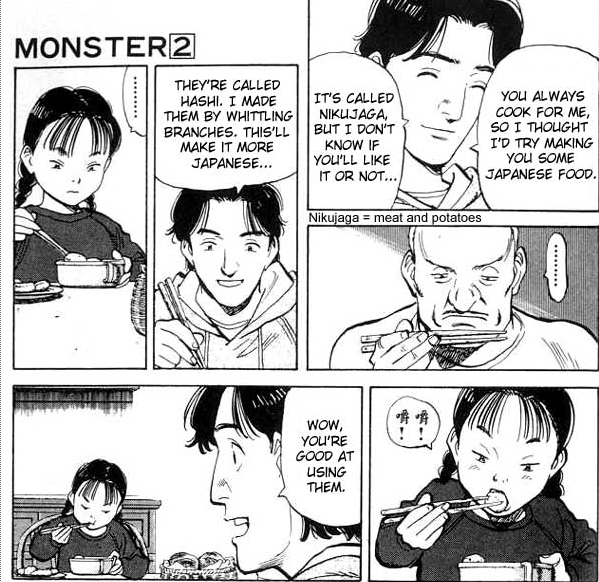 MONSTER2
YOU ALWAYS
COOK FOR ME,
SO I THOUGHT
I'D TRY MAKING
YOU SOME
JAPANESE FOOD.
IT'S CALLED
NIKUJAGA,
BUT I DON'T
KNOW IF
YOU'LL LIKE
IT OR NOT...
Nikujaga = meat and potatoes
........
THEY'RE CALLED
HASHI. I MADE
THEM BY WHITTLING
BRANCHES. THIS'LL
MAKE IT MORE
JAPANESE...
........
!!
WOW,
YOU'RE
GOOD AT
USING
THEM.